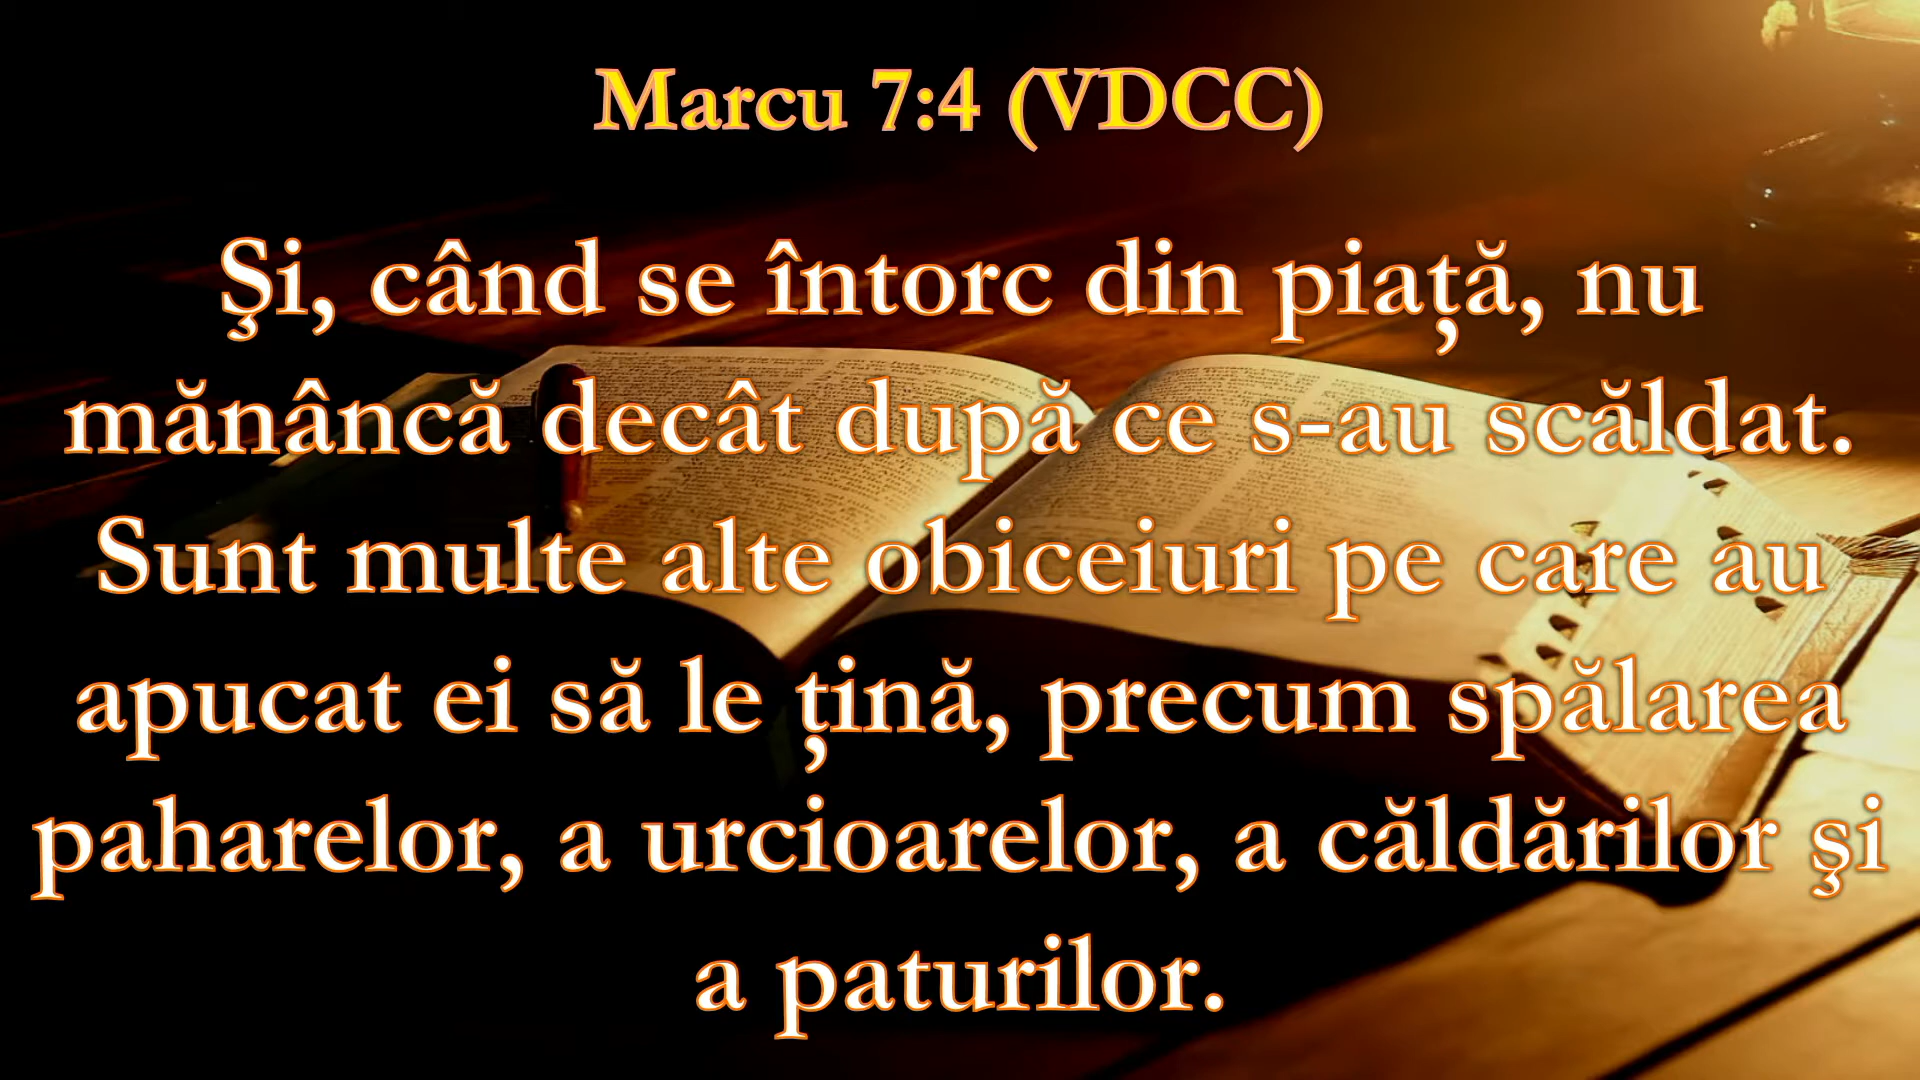 Marcu 7:4 (VDCC)
Şi, când se întorc din piață, nu
mănâncă decât după ce s-au scăldat.
Sunt multe alte obiceiuri pe care au
apucat ei să le țină, precum spălarea
paharelor, a urcioarelor, a căldărilor şi
a paturilor.